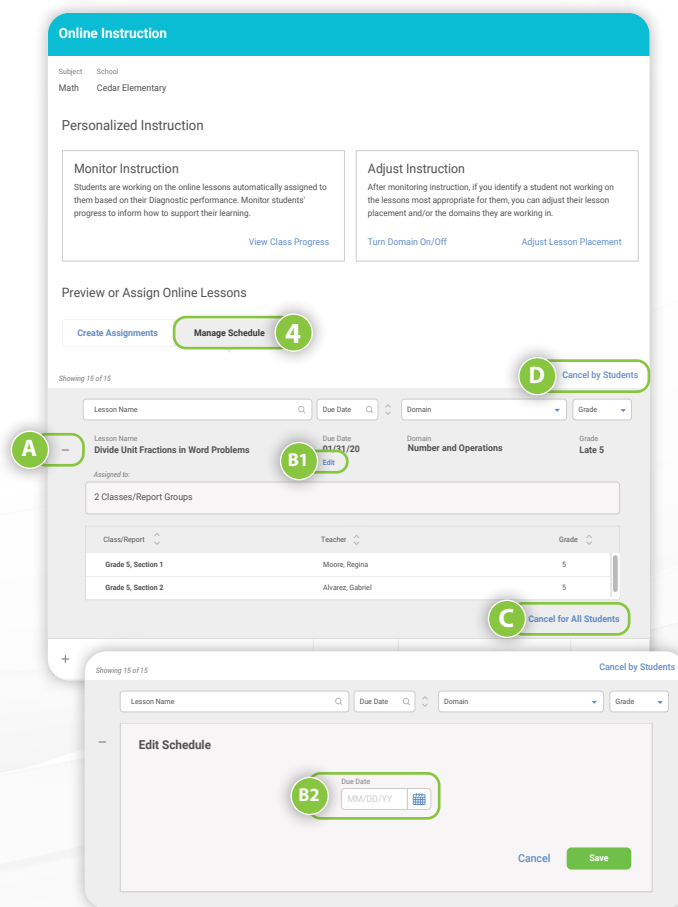 Online Instruction
Subject School
Math Cedar Elementary
Personalized Instruction
Monitor Instruction
Students are working on the online lessons automatically assigned to
them based on their Diagnostic performance. Monitor students'
progress to inform how to support their learning.
View Class Progress
Adjust Instruction
After monitoring instruction, if you identify a student not working on
the lessons most appropriate for them, you can adjust their lesson
placement and/or the domains they are working in.
Turn Domain On/Off Adjust Lesson Placement
Preview or Assign Online Lessons
Create Assignments Manage Schedule 4
Showing 15 of 15 D Cancel by Students
Lesson Name Due Date Domain Grade
A
Lesson Name Due Date Domain Grade
Divide Unit Fractions in Word Problems 01/31/20 Number and Operations Late 5
B1 Edit
Assigned to:
2 Classes/Report Groups
Class/Report Teacher Grade
Grade 5, Section 1 Moore, Regina 5
Grade 5, Section 2 Alvarez, Gabriel 5
C Cancel for All Students
Showing 15 of 15 Cancel by Students
Lesson Name Due Date Domain Grade
Edit Schedule
Due Date
B2 MM/DD/YY
Cancel Save